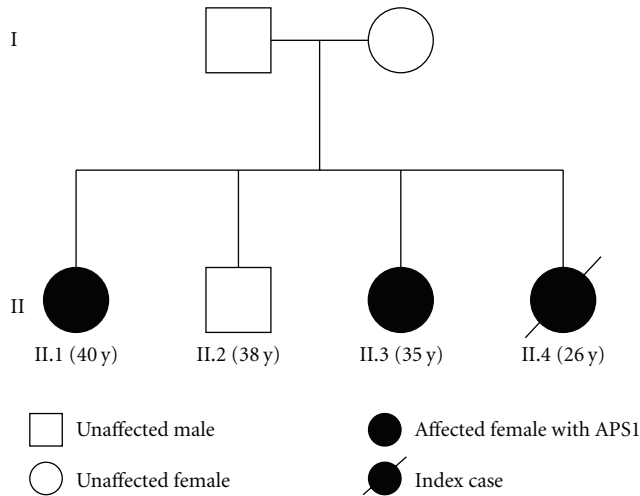 I
II
II.1 (40 y) II.2 (38 y) II.3 (35 y) II.4 (26 y)
Unaffected male
Affected female with APS1
Unaffected female
Index case